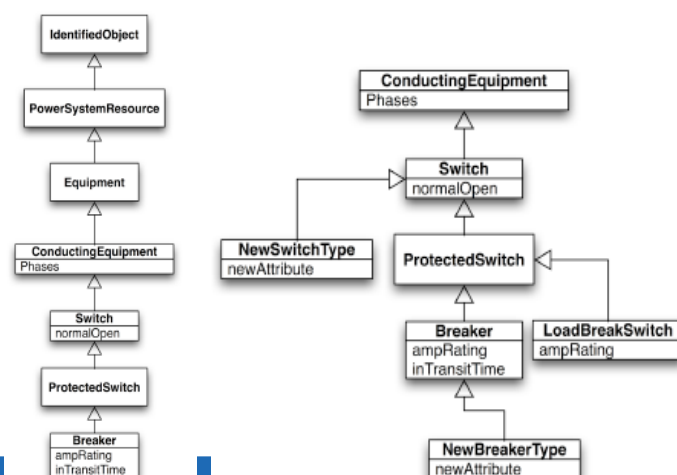 IdentifiedObject
PowerSystemResource
Equipment
ConductingEquipment
Phases
Switch
normalOpen
ProtectedSwitch
Breaker
ampRating
inTransitTime
ConductingEquipment
Phases
Switch
normalOpen
NewSwitchType
newAttribute
ProtectedSwitch
Breaker
ampRating
inTransitTime
LoadBreakSwitch
ampRating
NewBreakerType
newAttribute